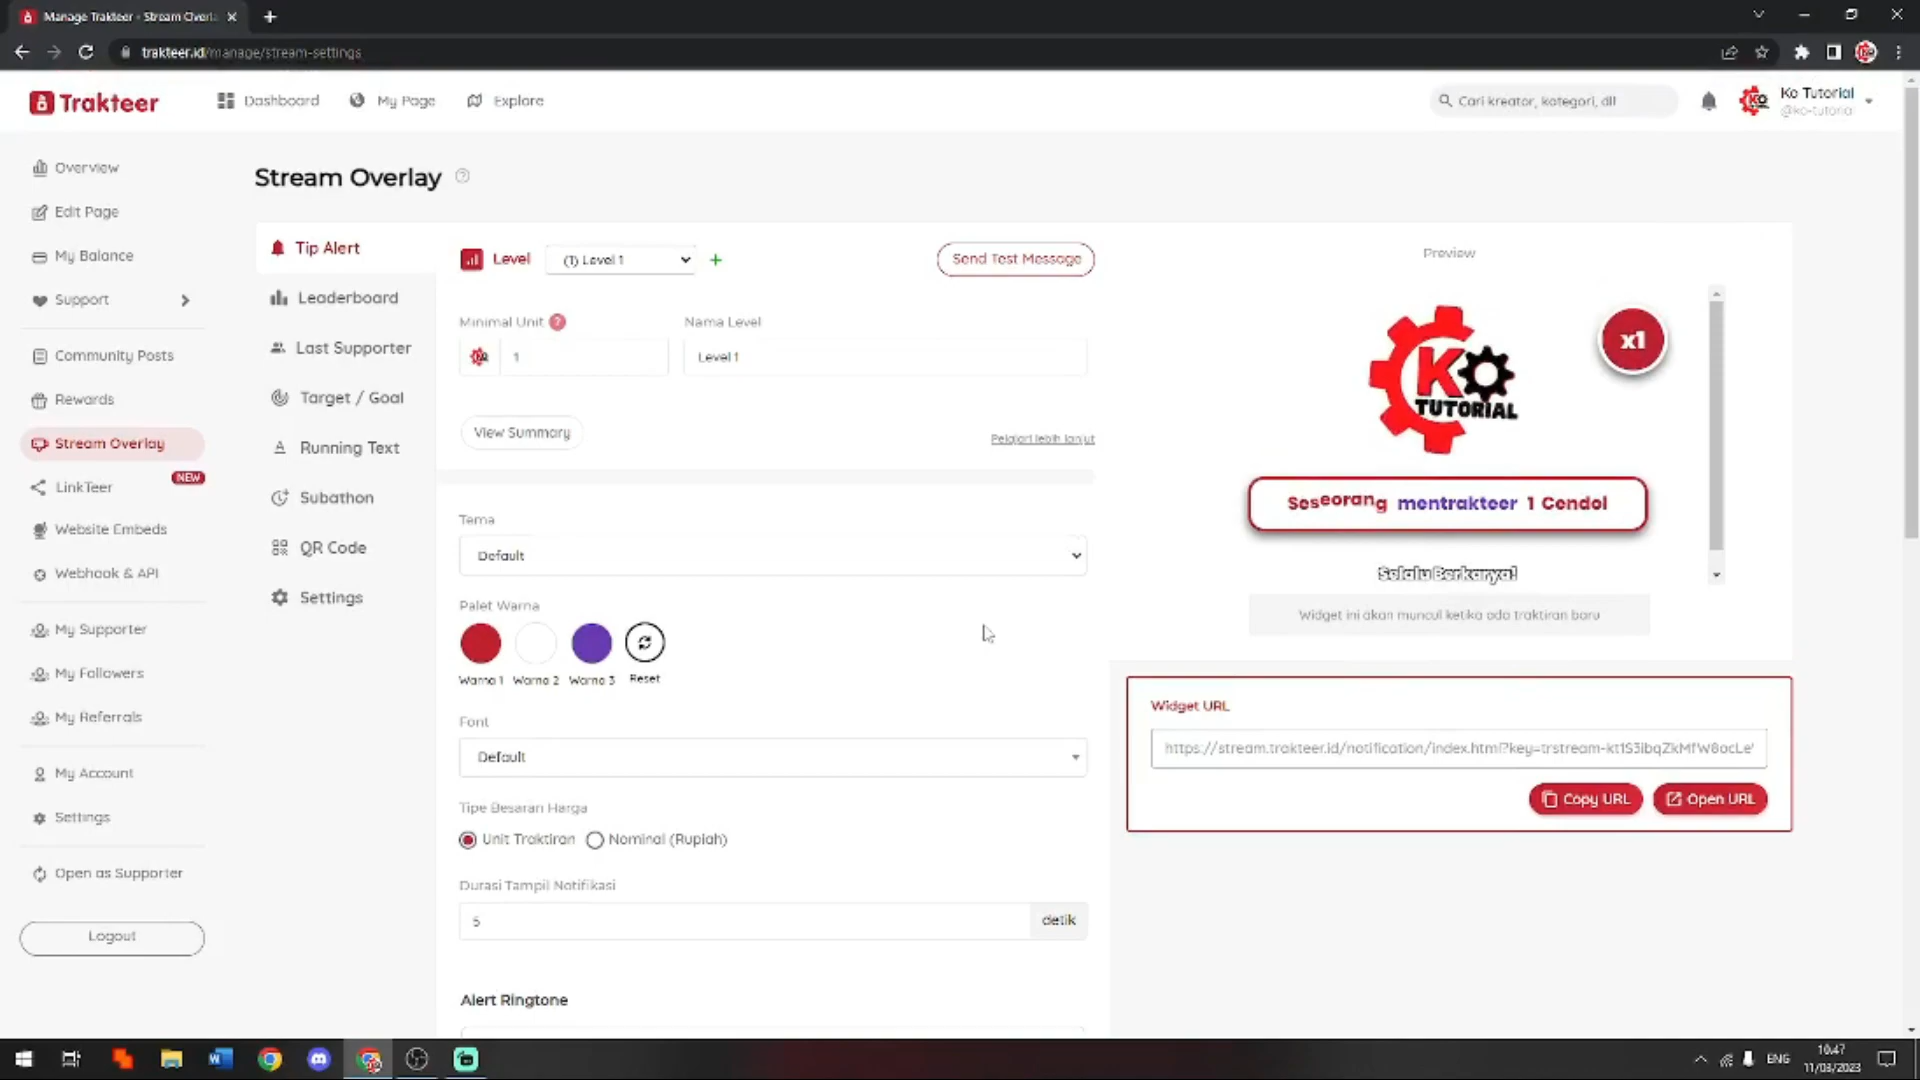 Manage Trakteer - Stream Overla
trakteer.id/manage/stream-settings
Trakteer
Dashboard
My Page
Explore
Cari kreator, kategori, dll
Ko Tutorial
@ko-tutorial
Overview
Edit Page
My Balance
Support
Community Posts
Rewards
Stream Overlay
NEW
LinkTeer
Website Embeds
Webhook & API
My Supporter
My Followers
My Referrals
My Account
Settings
Open as Supporter
Logout
Stream Overlay
Tip Alert
Leaderboard
Last Supporter
Target / Goal
Running Text
Subathon
QR Code
Settings
Level
(1) Level 1
Send Test Message
Minimal Unit
Nama Level
1
Level 1
View Summary
Pelajari lebih lanjut
Tema
Default
Palet Warna
Warna 1 Warna 2 Warna 3 Reset
Font
Default
Tipe Besaran Harga
Unit Traktiran
Nominal (Rupiah)
Durasi Tampil Notifikasi
5
detik
Alert Ringtone
Preview
KO
TUTORIAL
x1
Seseorang mentrakteer 1 Cendol
Selalu Berkarya!
Widget ini akan muncul ketika ada traktiran baru
Widget URL
https://stream.trakteer.id/notification/index.html?key=trstream-kt1S3ibqZkMfW8ocLe
Copy URL
Open URL
ENG
10:47
11/03/2023